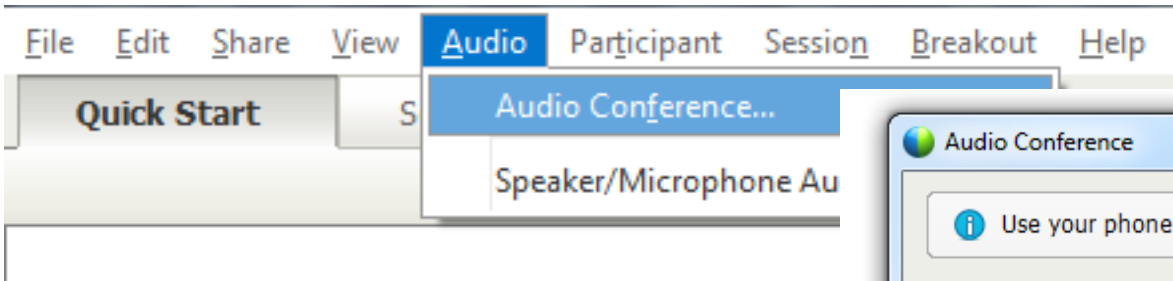 File Edit Share View Audio Participant Session Breakout Help
Quick Start S
Audio Conference...
Speaker/Microphone Au
Audio Conference
Use your phone